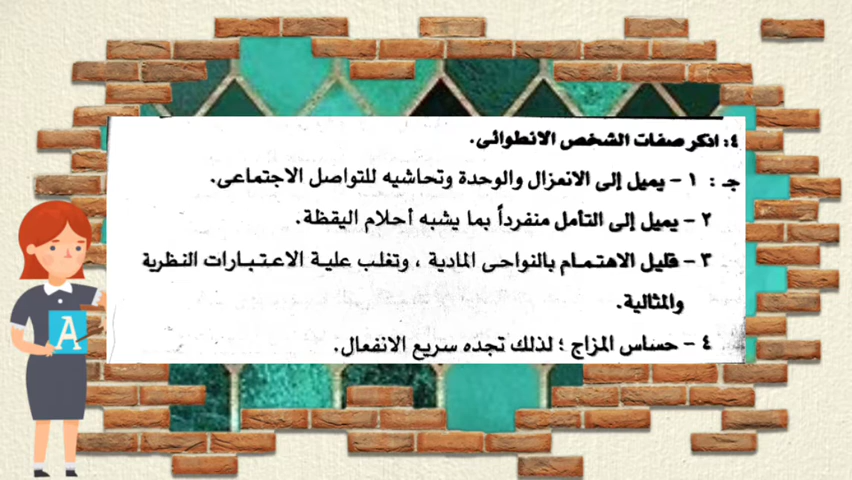 ٤: اذكر صفات الشخص الانطوائى.
جـ : ١ – يميل إلى الانعزال والوحدة وتحاشيه للتواصل الاجتماعى.
٢ – يميل إلى التأمل منفرداً بما يشبه أحلام اليقظة.
٣ – قليل الاهتمام بالنواحى المادية ، وتغلب علية الاعتبارات النظرية
والمثالية.
٤ – حساس المزاج ؛ لذلك تجده سريع الانفعال.
A